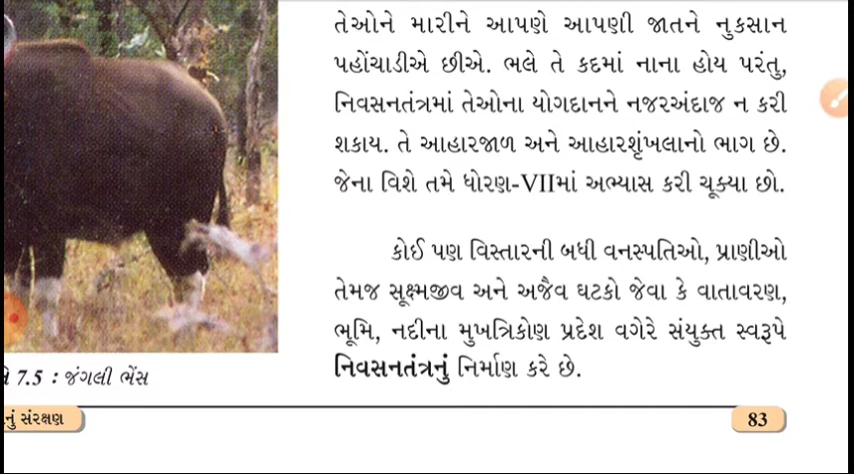 તેઓને મારીને આપણે આપણી જાતને નુકસાન
પહોંચાડીએ છીએ. ભલે તે કદમાં નાના હોય પરંતુ,
નિવસનતંત્રમાં તેઓના યોગદાનને નજરઅંદાજ ન કરી
શકાય. તે આહારજાળ અને આહારશૃંખલાનો ભાગ છે.
જેના વિશે તમે ધોરણ-VIIમાં અભ્યાસ કરી ચૂક્યા છો.
કોઈ પણ વિસ્તારની બધી વનસ્પતિઓ, પ્રાણીઓ
તેમજ સૂક્ષ્મજીવ અને અજૈવ ઘટકો જેવા કે વાતાવરણ,
ભૂમિ, નદીના મુખત્રિકોણ પ્રદેશ વગેરે સંયુક્ત સ્વરૂપે
નિવસનતંત્રનું નિર્માણ કરે છે.
7.5 : જંગલી ભેંસ
સંરક્ષણ
83